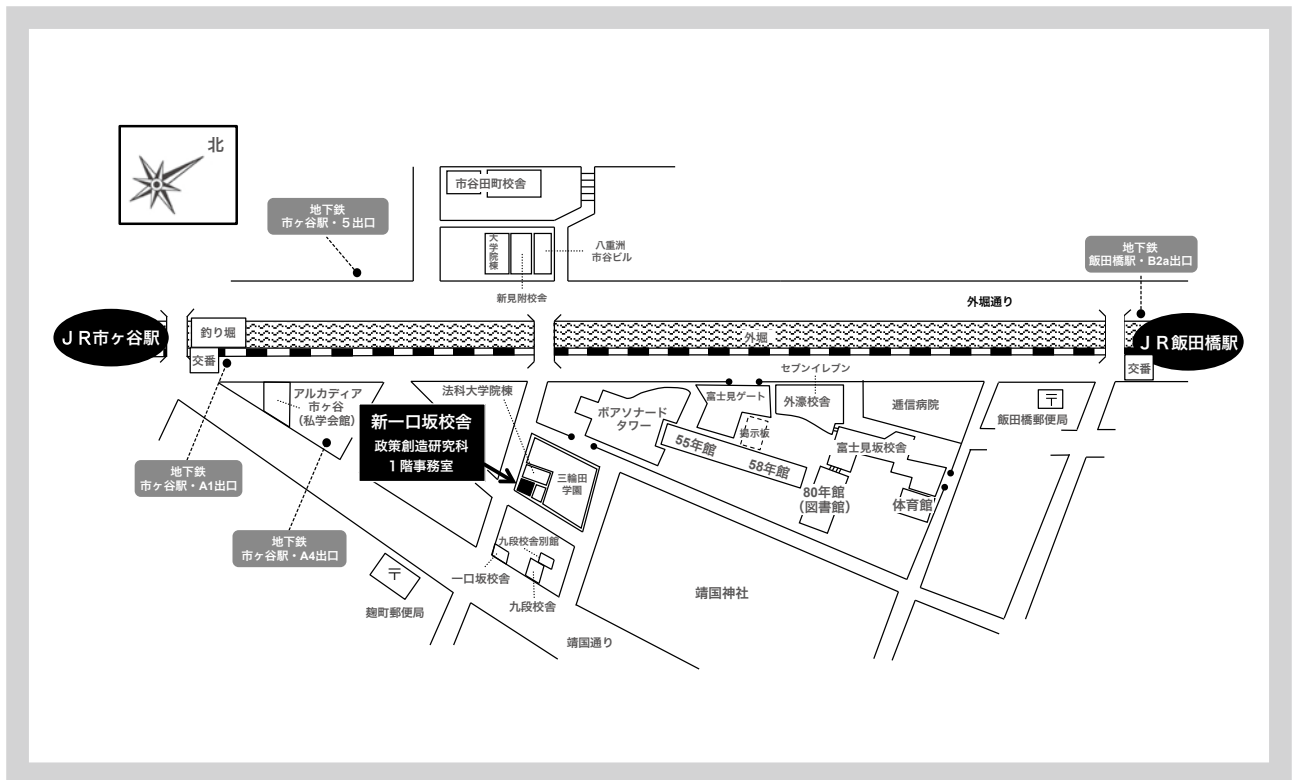 北
市谷田町校舎
地下鉄
市ヶ谷駅・５出口
大学院棟
八重洲
市谷ビル
地下鉄
飯田橋駅・B2a出口
新見附校舎
外堀通り
ＪＲ市ヶ谷駅
釣り堀
外堀
ＪＲ飯田橋駅
交番
交番
セブンイレブン
アルカディア
市ヶ谷
（私学会館）
法科大学院棟
富士見ゲート
外濠校舎
逓信病院
〒
飯田橋郵便局
新一口坂校舎
政策創造研究科
１階事務室
ボアソナード
タワー
掲示板
55年館
58年館
富士見坂校舎
地下鉄
市ヶ谷駅・A1出口
三輪田
学園
80年館
（図書館）
体育館
地下鉄
市ヶ谷駅・A4出口
九段校舎別館
〒
一口坂校舎
九段校舎
靖国神社
麹町郵便局
靖国通り